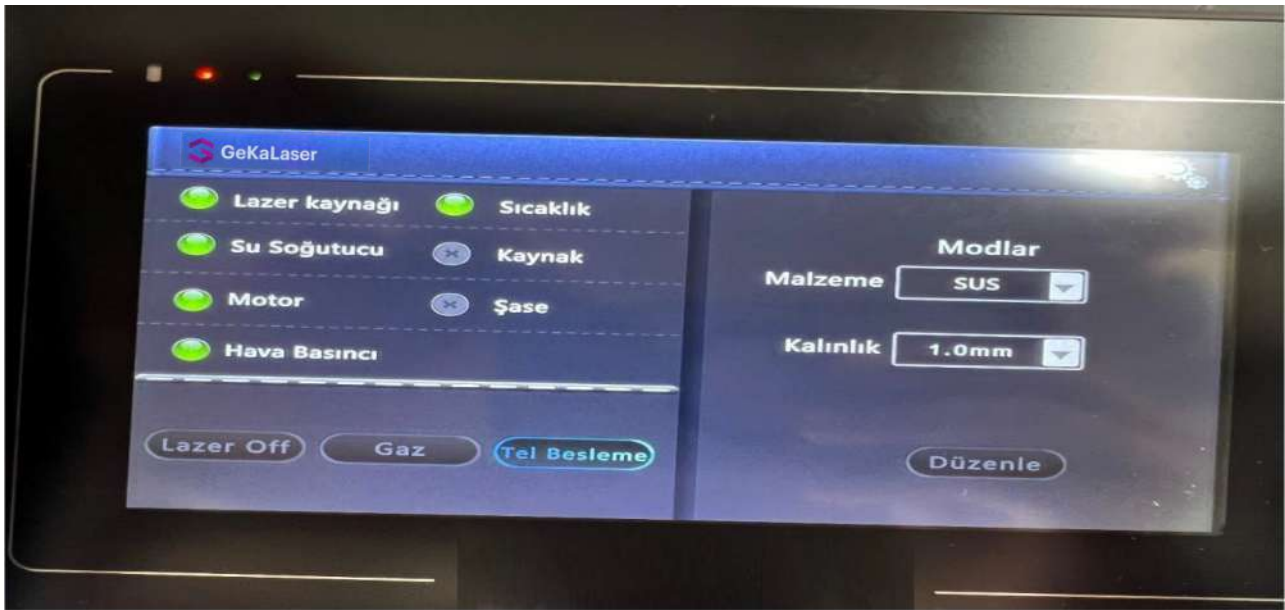 GeKaLaser
Lazer kaynağı Sıcaklık
Su Soğutucu Kaynak
Motor Şase
Hava Basıncı
Lazer Off Gaz Tel Besleme
Modlar
Malzeme SUS
Kalınlık 1.0mm
Düzenle